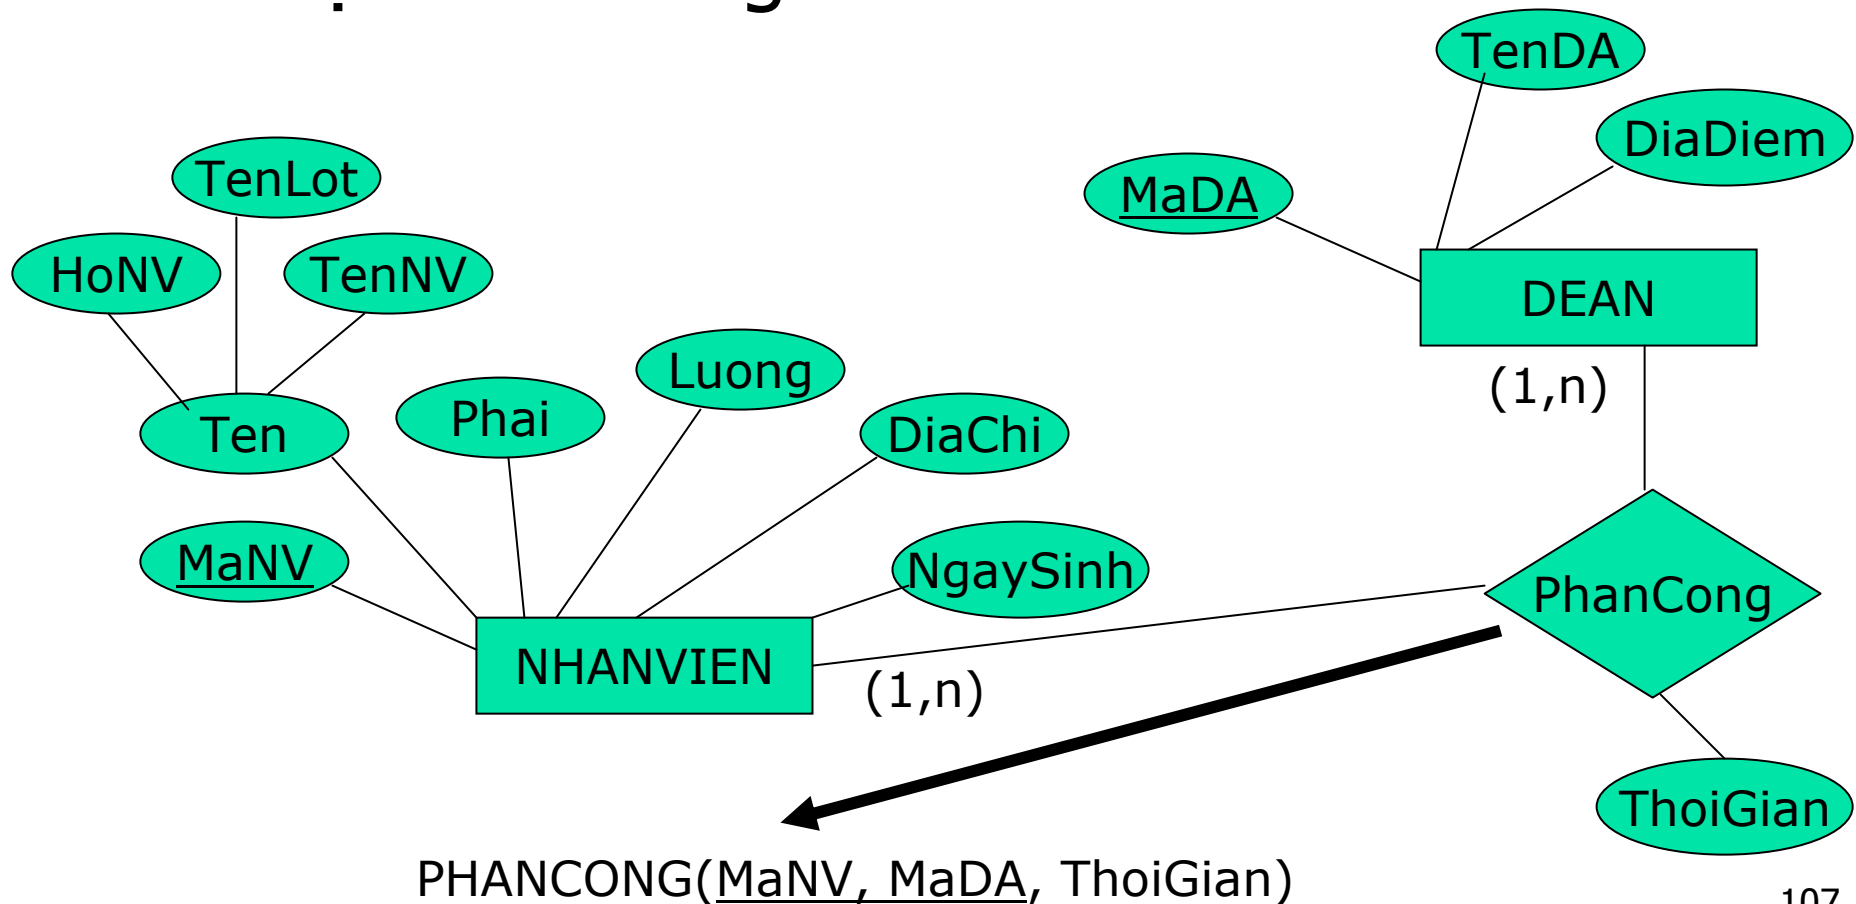 TenDA
DiaDiem
TenLot
MaDA
HoNV
TenNV
DEAN
Luong
(1,n)
Phai
Ten
DiaChi
MaNV
NgaySinh
PhanCong
NHANVIEN
(1,n)
ThoiGian
PHANCONG(MaNV, MaDA, ThoiGian)
107